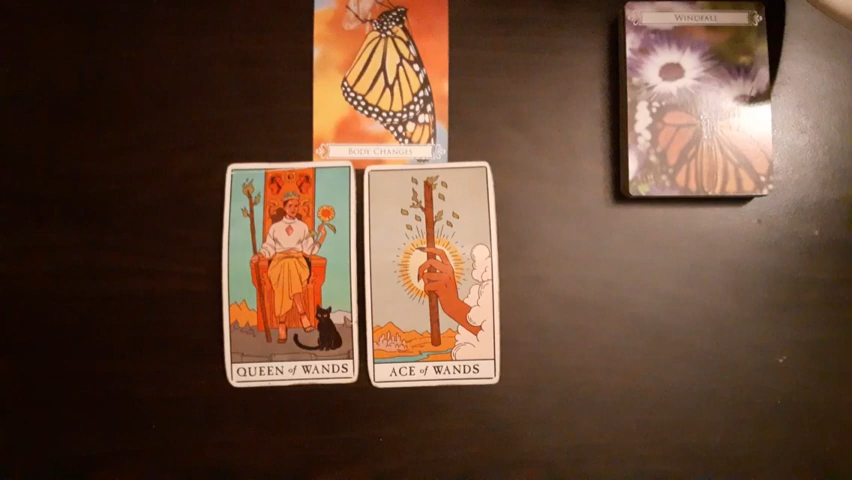 WINDFALL
BODY CHANGES
QUEEN of WANDS
ACE of WANDS